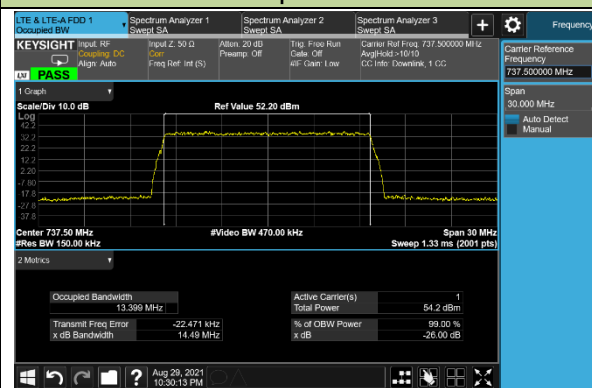 LTE & LTE-A FDD 1
Occupied BW
Spectrum Analyzer 1
Swept SA
Spectrum Analyzer 2
Swept SA
Spectrum Analyzer 3
Swept SA
+
Frequency
KEYSIGHT
Input: RF
Coupling: DC
Align: Auto
Input Z: 50 Ω
Corr
Freq Ref: Int (S)
Atten: 20 dB
Preamp: Off
Trig: Free Run
Gate: Off
#IF Gain: Low
Carrier Ref Freq: 737.500000 MHz
Avg|Hold:>10/10
CC Info: Downlink, 1 CC
LXI
PASS
Carrier Reference
Frequency
737.500000 MHz
Span
30.000 MHz
Auto Detect
Manual
1 Graph
Scale/Div 10.0 dB
Ref Value 52.20 dBm
Log
42.2
32.2
22.2
12.2
2.20
-7.80
-17.8
-27.8
-37.8
Center 737.50 MHz
#Video BW 470.00 kHz
Span 30 MHz
#Res BW 150.00 kHz
Sweep 1.33 ms (2001 pts)
2 Metrics
Occupied Bandwidth
13.399 MHz
Active Carrier(s) 1
Total Power 54.2 dBm
Transmit Freq Error -22.471 kHz
x dB Bandwidth 14.49 MHz
% of OBW Power 99.00 %
x dB -26.00 dB
?
Aug 29, 2021
10:30:13 PM